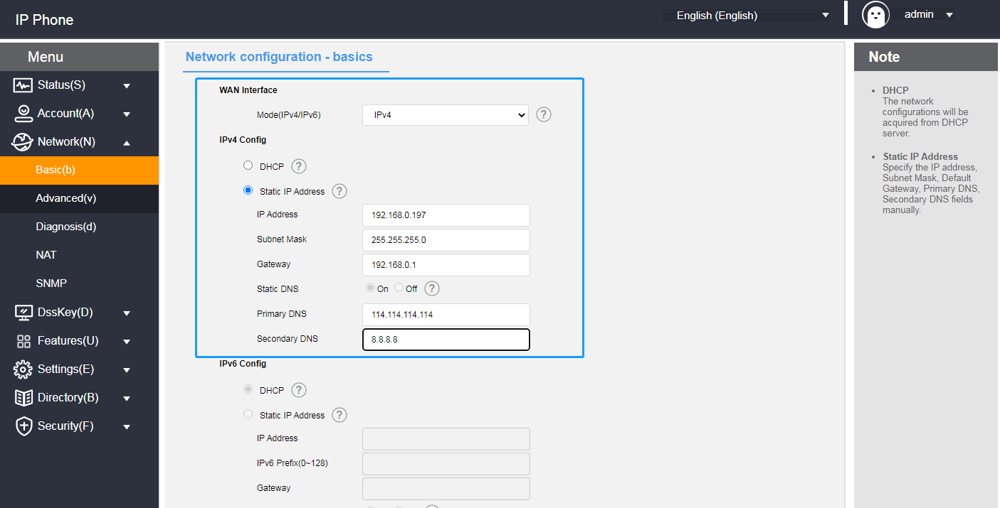 IP Phone
English (English)
admin
Menu
Status(S)
Account(A)
Network(N)
Basic(b)
Advanced(v)
Diagnosis(d)
NAT
SNMP
DssKey(D)
Features(U)
Settings(E)
Directory(B)
Security(F)
Network configuration - basics
WAN Interface
Mode(IPv4/IPv6) IPv4 ?
IPv4 Config
DHCP ?
Static IP Address ?
IP Address 192.168.0.197
Subnet Mask 255.255.255.0
Gateway 192.168.0.1
Static DNS On Off ?
Primary DNS 114.114.114.114
Secondary DNS 8.8.8.8
IPv6 Config
DHCP ?
Static IP Address ?
IP Address
IPv6 Prefix(0~128)
Gateway
Note
• DHCP
The network
configurations will be
acquired from DHCP
server.
• Static IP Address
Specify the IP address,
Subnet Mask, Default
Gateway, Primary DNS,
Secondary DNS fields
manually.